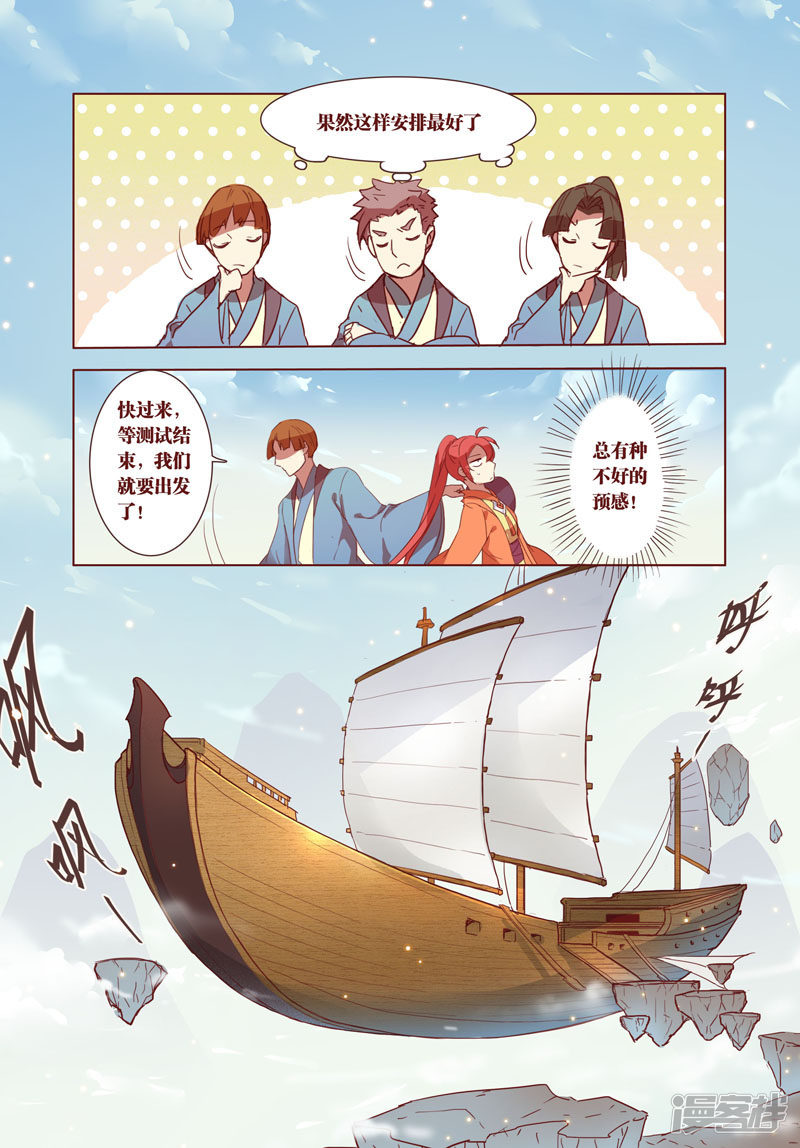 果然这样安排最好了
快过来，
等测试结
束，我们
就要出发
了！
总有种
不好的
预感！
呼
呼
飒
飒
漫客栈